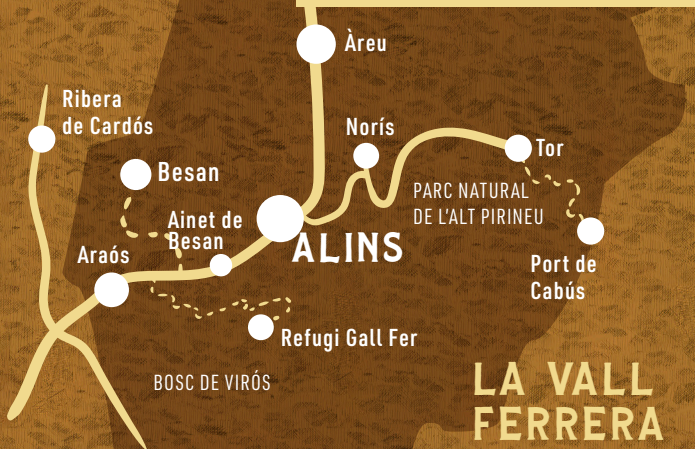 Àreu
Ribera
de Cardós
Norís
Tor
Besan
PARC NATURAL
DE L'ALT PIRINEU
Ainet de
Besan
ALINS
Araós
Port de
Cabús
Refugi Gall Fer
BOSC DE VIRÓS
LA VALL
FERRERA